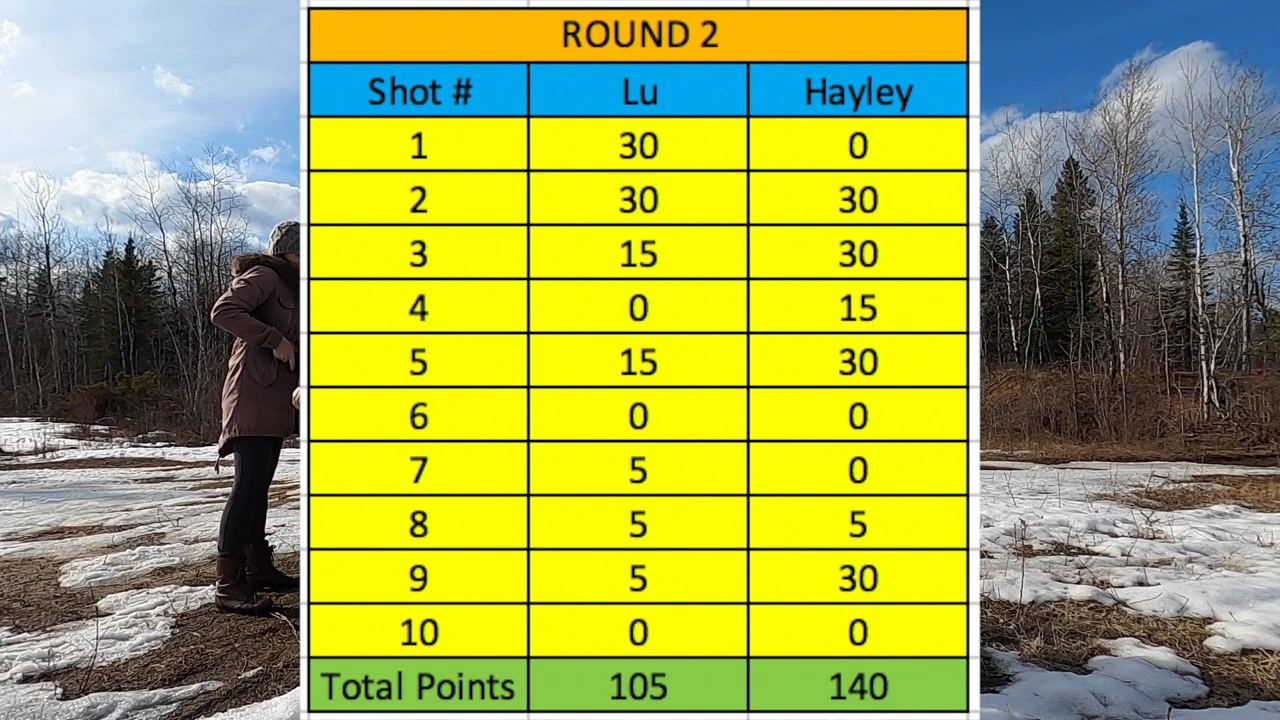 ROUND 2
Shot # Lu Hayley
1 30 0
2 30 30
3 15 30
4 0 15
5 15 30
6 0 0
7 5 0
8 5 5
9 5 30
10 0 0
Total Points 105 140